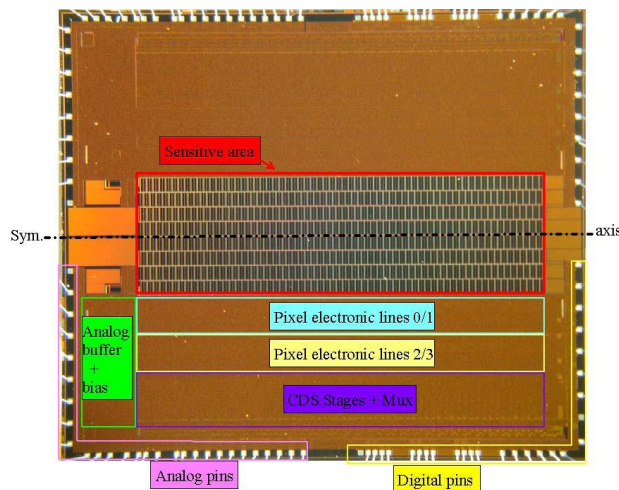 Sensitive area
Sym.
axis
Pixel electronic lines 0/1
Analog
buffer
+
bias
Pixel electronic lines 2/3
CDS Stages + Mux
Analog pins
Digital pins